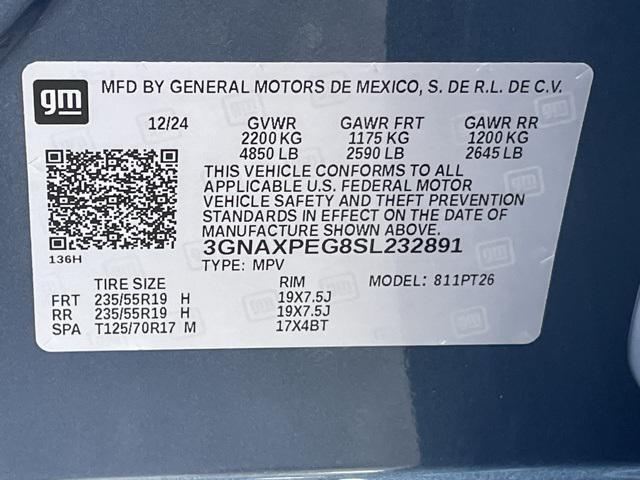 gm
MFD BY GENERAL MOTORS DE MEXICO, S. DE R.L. DE C.V.
12/24 GVWR GAWR FRT GAWR RR
2200 KG 1175 KG 1200 KG
4850 LB 2590 LB 2645 LB
THIS VEHICLE CONFORMS TO ALL
APPLICABLE U.S. FEDERAL MOTOR
VEHICLE SAFETY AND THEFT PREVENTION
STANDARDS IN EFFECT ON THE DATE OF
MANUFACTURE SHOWN ABOVE.
136H
3GNAXPEG8SL232891
TYPE: MPV
TIRE SIZE RIM MODEL: 811PT26
FRT 235/55R19 H 19X7.5J
RR 235/55R19 H 19X7.5J
SPA T125/70R17 M 17X4BT